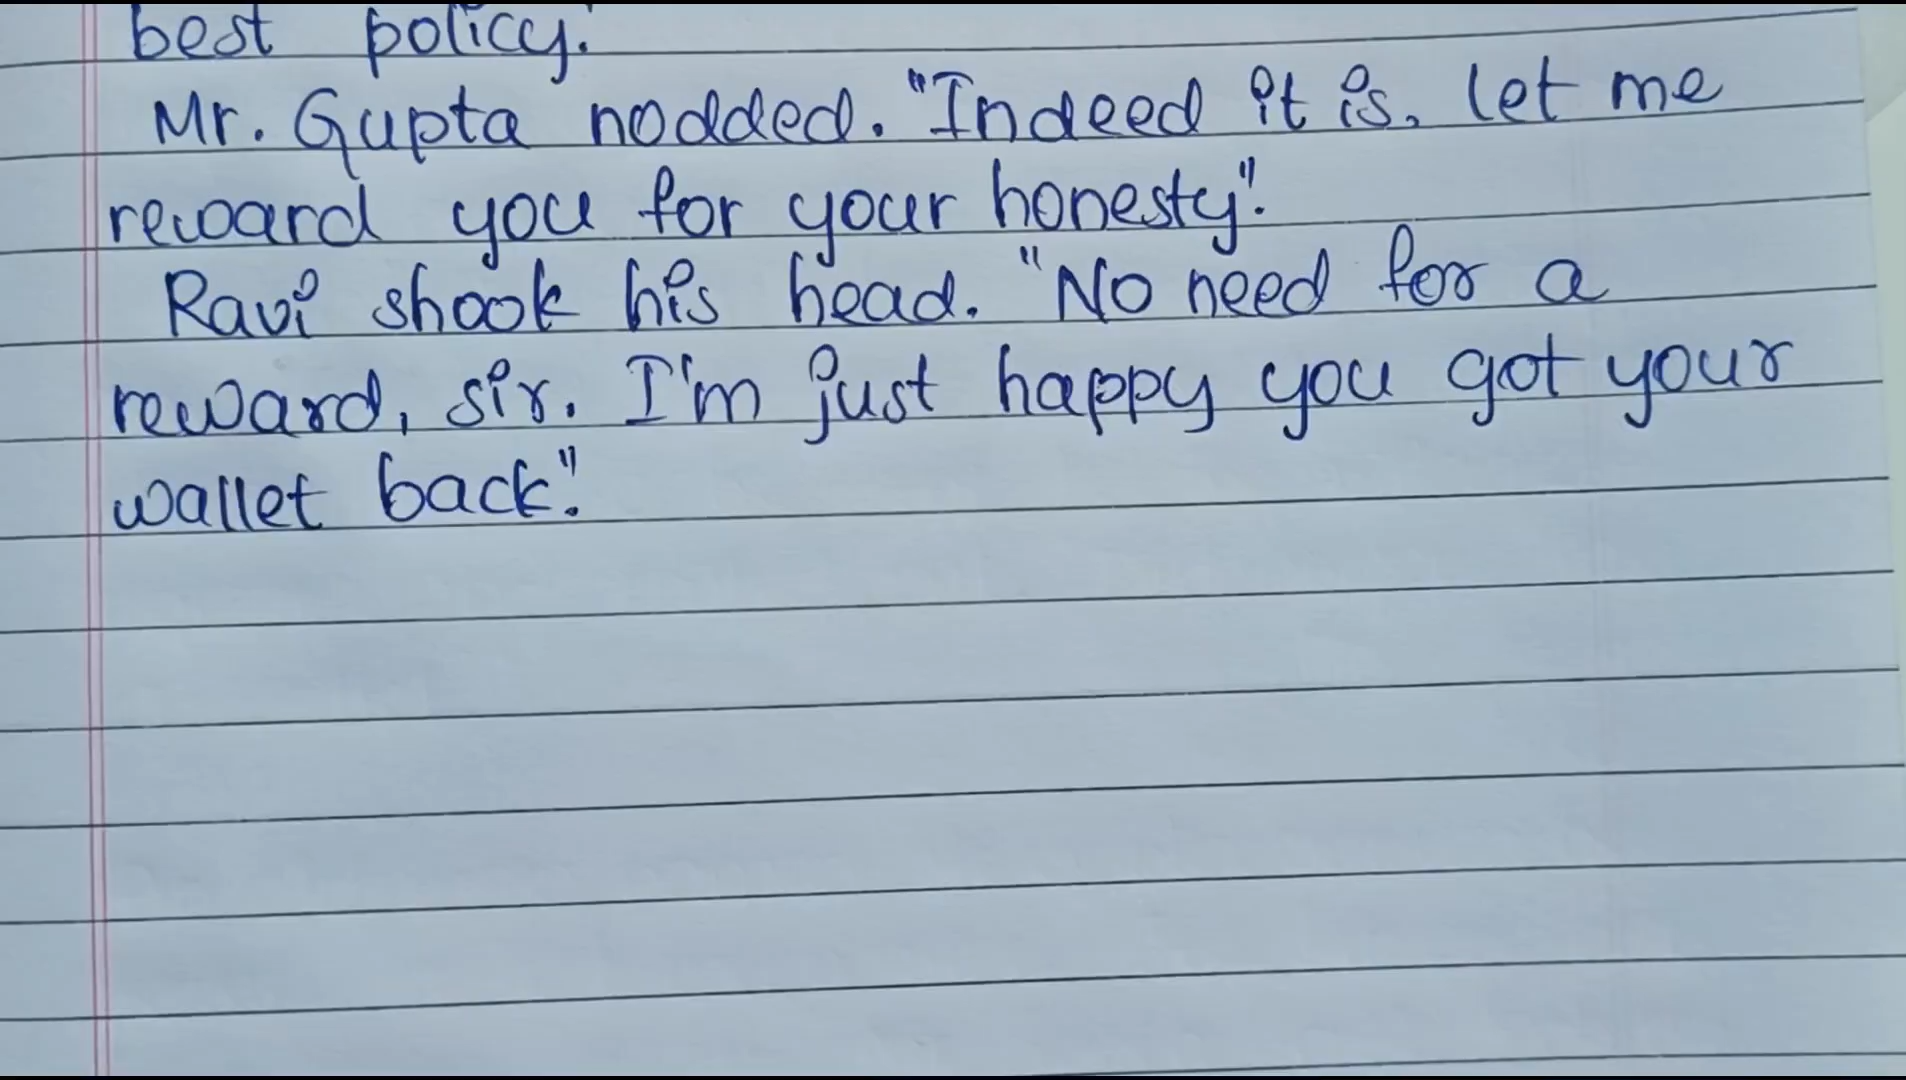 best policy."
Mr. Gupta nodded. "Indeed it is. let me
reward you for your honesty".
Ravi shook his head. "No need for a
reward, sir. I'm just happy you got your
wallet back."